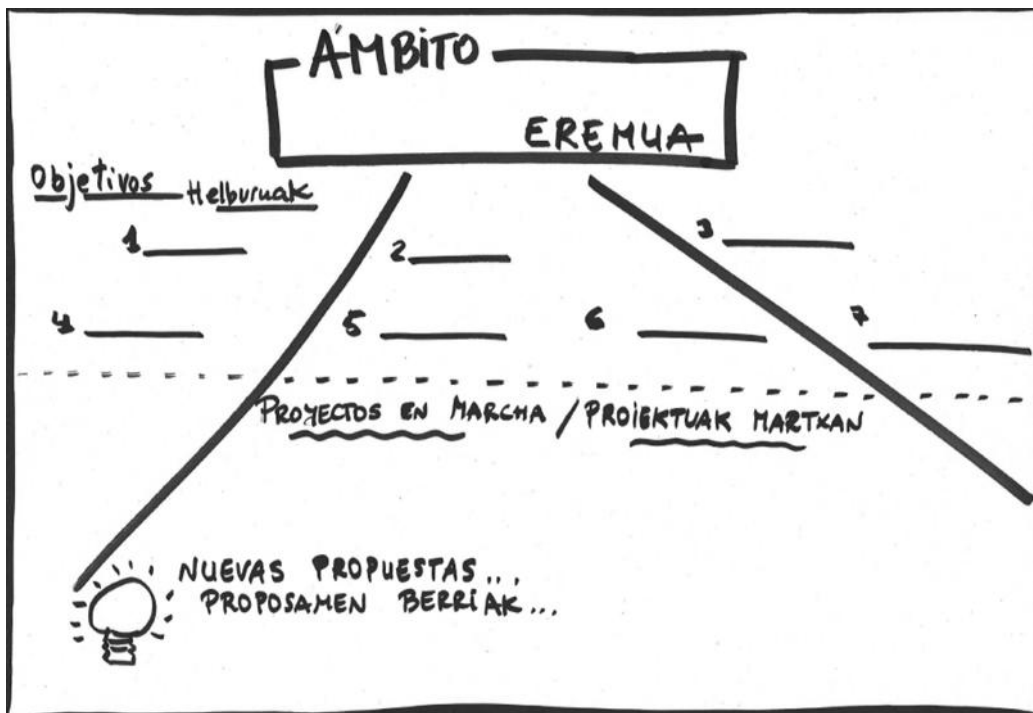 ÁMBITO
EREMUA
Objetivos Helburuak
1
2
3
4
5
6
7
PROYECTOS EN MARCHA / PROIEKTUAK MARTXAN
NUEVAS PROPUESTAS...
PROPOSAMEN BERRIAK...